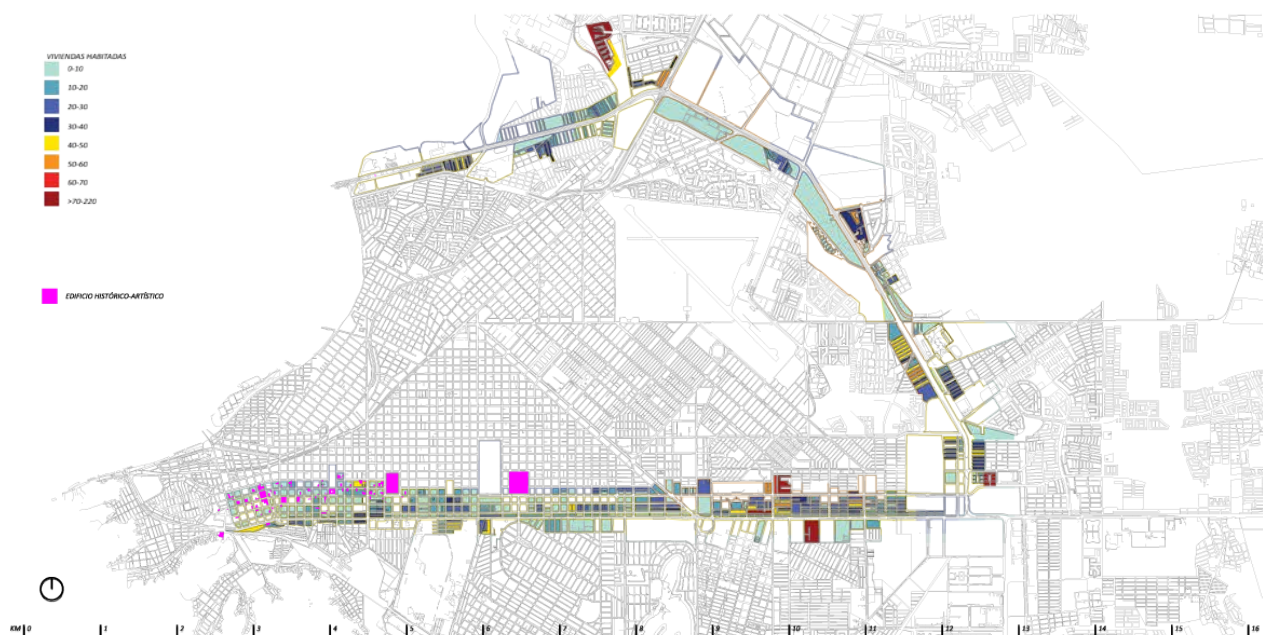 VIVIENDAS HABITADAS
0-10
10-20
20-30
30-40
40-50
50-60
60-70
>70-220
EDIFICIO HISTÓRICO-ARTÍSTICO
KM 0 1 2 3 4 5 6 7 8 9 10 11 12 13 14 15 16